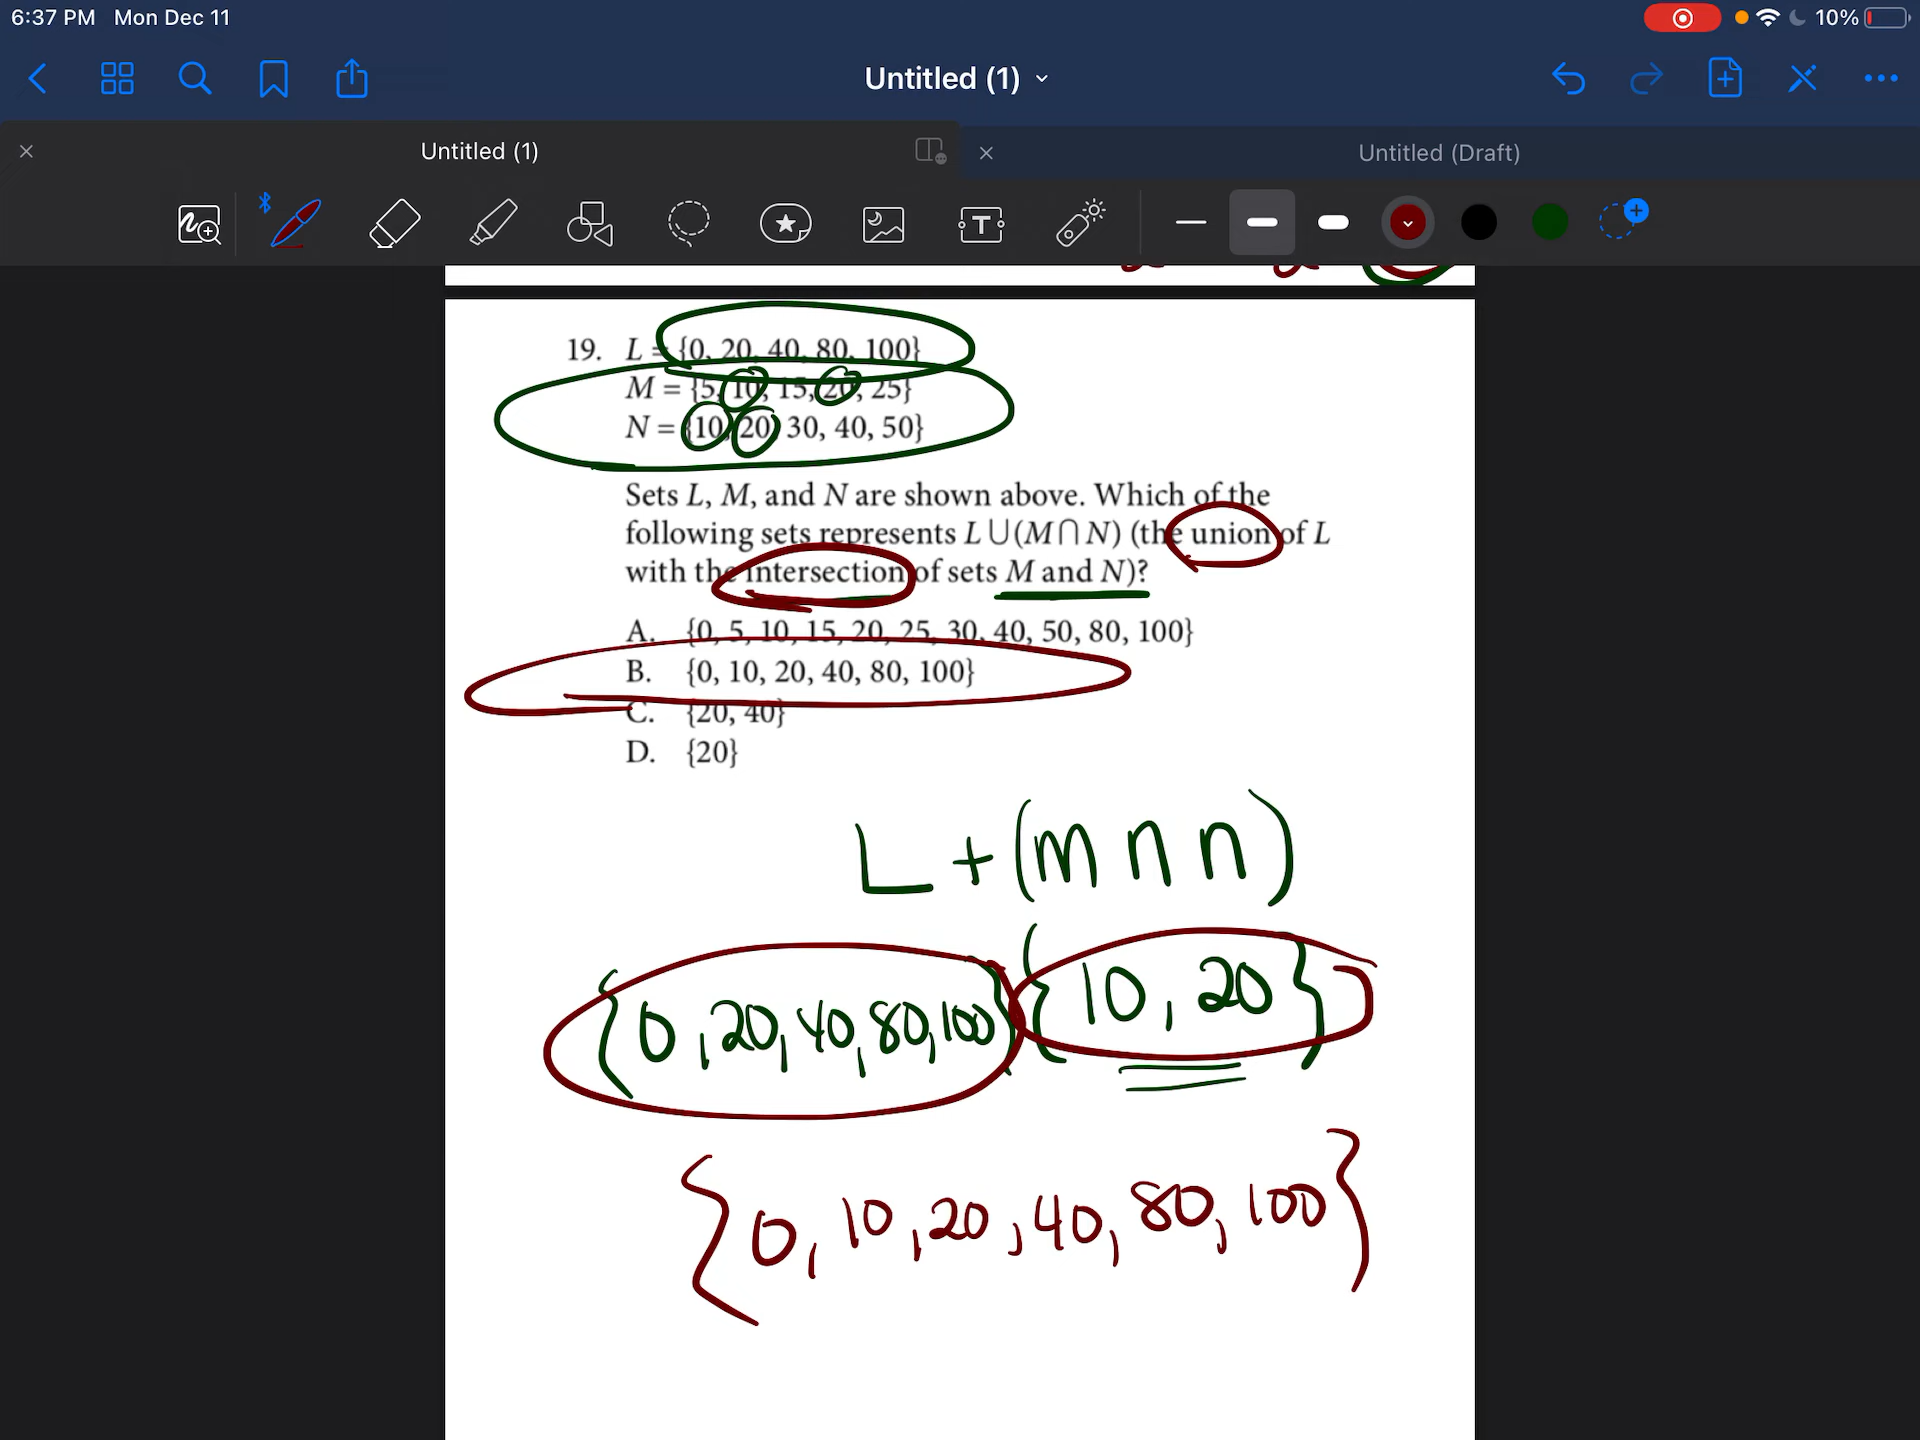 6:37 PM Mon Dec 11
10%
Untitled (1)
Untitled (1)
Untitled (Draft)
19. L = {0, 20, 40, 80, 100}
M = {5, 10, 15, 20, 25}
N = {10, 20, 30, 40, 50}
Sets L, M, and N are shown above. Which of the
following sets represents L ∪ (M ∩ N) (the union of L
with the intersection of sets M and N)?
A. {0, 5, 10, 15, 20, 25, 30, 40, 50, 80, 100}
B. {0, 10, 20, 40, 80, 100}
C. {20, 40}
D. {20}
L + (m n n)
{0, 20, 40, 80, 100} {10, 20}
{0, 10, 20, 40, 80, 100}